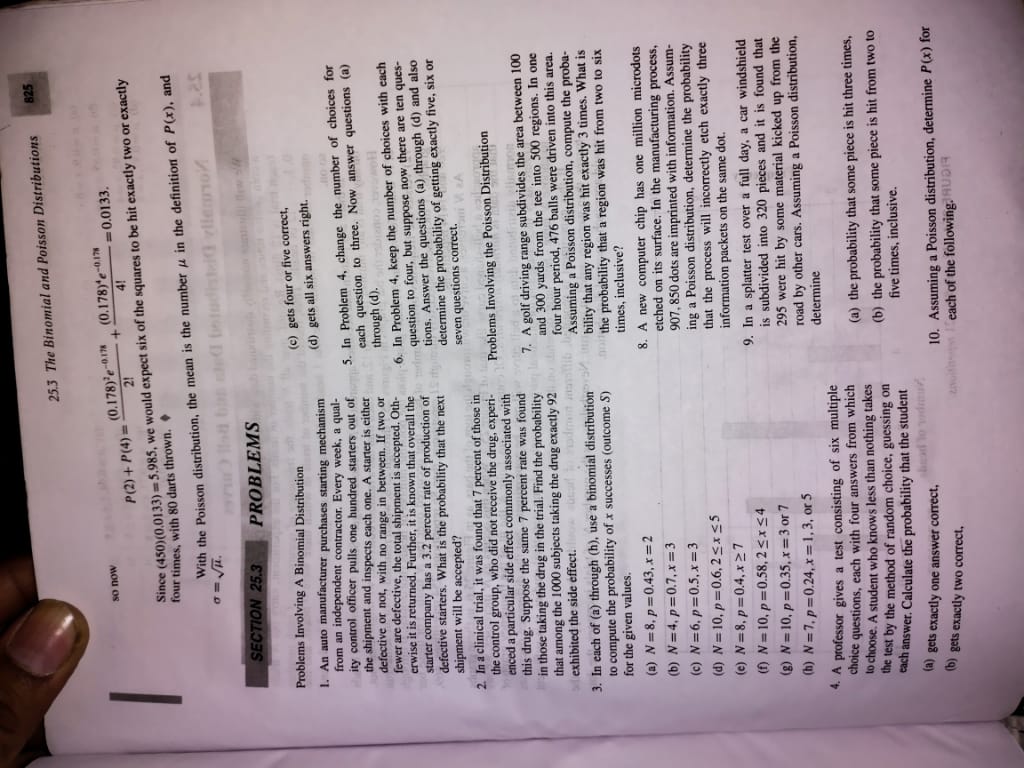 25.3 The Binomial and Poisson Distributions 825
so now
P(2) + P(4) = (0.178)²e^−0.178 / 2! + (0.178)⁴e^−0.178 / 4! = 0.0133.
Since (450)(0.0133) = 5.985, we would expect six of the squares to be hit exactly two or exactly
four times, with 80 darts thrown. ♦
With the Poisson distribution, the mean is the number μ in the definition of P(x), and
σ = √μ.
SECTION 25.3 PROBLEMS
Problems Involving A Binomial Distribution
1. An auto manufacturer purchases starting mechanism
from an independent contractor. Every week, a qual-
ity control officer pulls one hundred starters out of
the shipment and inspects each one. A starter is either
defective or not, with no range in between. If two or
fewer are defective, the total shipment is accepted. Oth-
erwise it is returned. Further, it is known that overall the
starter company has a 3.2 percent rate of production of
defective starters. What is the probability that the next
shipment will be accepted?
2. In a clinical trial, it was found that 7 percent of those in
the control group, who did not receive the drug, experi-
enced a particular side effect commonly associated with
this drug. Suppose the same 7 percent rate was found
in those taking the drug in the trial. Find the probability
that among the 1000 subjects taking the drug exactly 92
exhibited the side effect.
3. In each of (a) through (h), use a binomial distribution
to compute the probability of x successes (outcome S)
for the given values.
(a) N = 8, p = 0.43, x = 2
(b) N = 4, p = 0.7, x = 3
(c) N = 6, p = 0.5, x = 3
(d) N = 10, p = 0.6, 2 ≤ x ≤ 5
(e) N = 8, p = 0.4, x ≥ 7
(f) N = 10, p = 0.58, 2 ≤ x ≤ 4
(g) N = 10, p = 0.35, x = 3 or 7
(h) N = 7, p = 0.24, x = 1, 3, or 5
4. A professor gives a test consisting of six multiple
choice questions, each with four answers from which
to choose. A student who knows less than nothing takes
the test by the method of random choice, guessing on
each answer. Calculate the probability that the student
(a) gets exactly one answer correct,
(b) gets exactly two correct,
(c) gets four or five correct,
(d) gets all six answers right.
5. In Problem 4, change the number of choices for
each question to three. Now answer questions (a)
through (d).
6. In Problem 4, keep the number of choices with each
question to four, but suppose now there are ten ques-
tions. Answer the questions (a) through (d) and also
determine the probability of getting exactly five, six or
seven questions correct.
Problems Involving the Poisson Distribution
7. A golf driving range subdivides the area between 100
and 300 yards from the tee into 500 regions. In one
four hour period, 476 balls were driven into this area.
Assuming a Poisson distribution, compute the proba-
bility that any region was hit exactly 3 times. What is
the probability that a region was hit from two to six
times, inclusive?
8. A new computer chip has one million microdots
etched on its surface. In the manufacturing process,
907, 850 dots are imprinted with information. Assum-
ing a Poisson distribution, determine the probability
that the process will incorrectly etch exactly three
information packets on the same dot.
9. In a splatter test over a full day, a car windshield
is subdivided into 320 pieces and it is found that
295 were hit by some material kicked up from the
road by other cars. Assuming a Poisson distribution,
determine
(a) the probability that some piece is hit three times,
(b) the probability that some piece is hit from two to
five times, inclusive.
10. Assuming a Poisson distribution, determine P(x) for
each of the following.